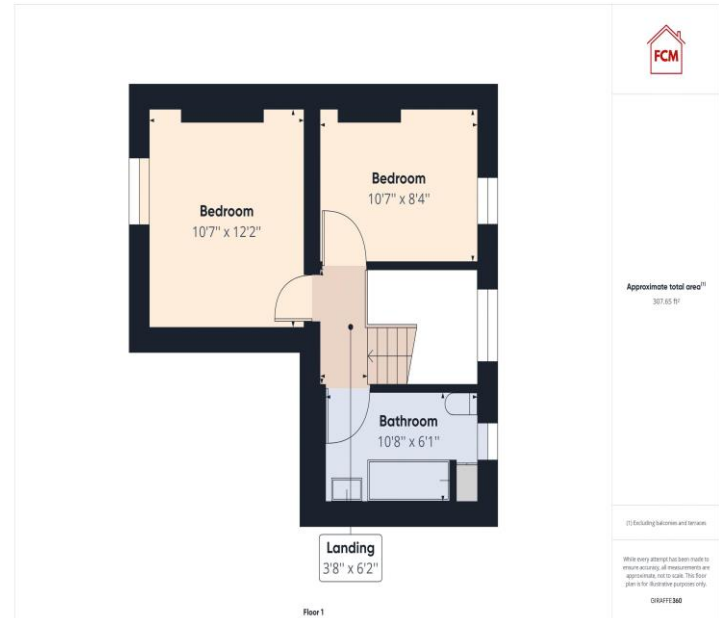 FCM
Bedroom
10'7" x 12'2"
Bedroom
10'7" x 8'4"
Approximate total area(1)
307.65 ft²
Bathroom
10'8" x 6'1"
Landing
3'8" x 6'2"
Floor 1
(1) Excluding balconies and terraces
While every attempt has been made to
ensure accuracy, all measurements are
approximate, not to scale. This floor
plan is for illustrative purposes only.
GIRAFFE360